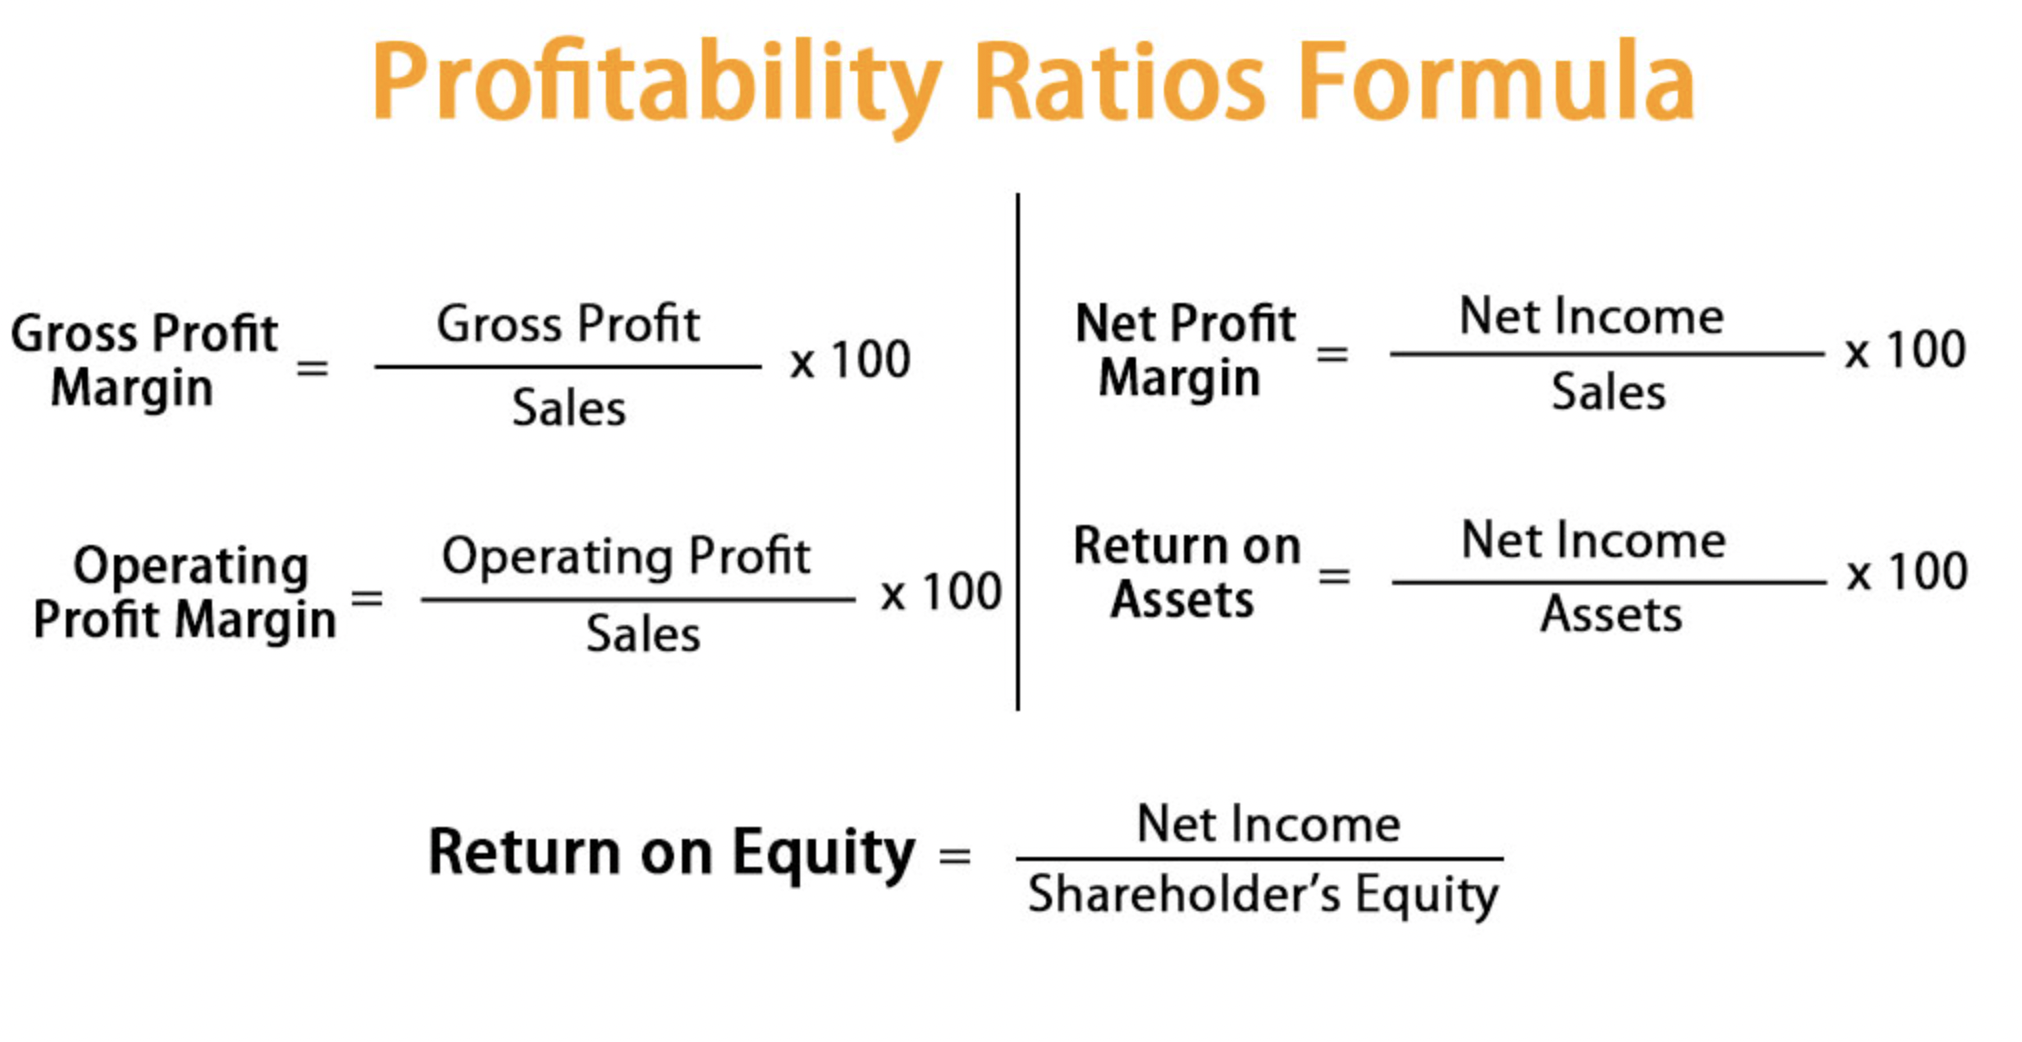 Profitability Ratios Formula
Gross Profit
Margin
=
Gross Profit
Sales
x 100
Net Profit
Margin
=
Net Income
Sales
x 100
Operating
Profit Margin
=
Operating Profit
Sales
x 100
Return on
Assets
=
Net Income
Assets
x 100
Return on Equity =
Net Income
Shareholder’s Equity